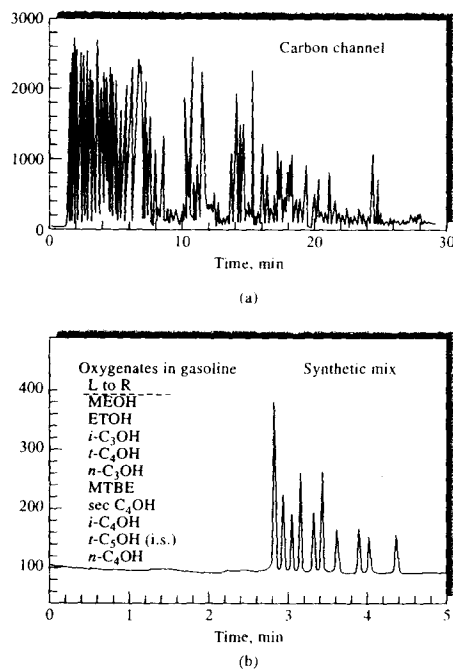 3000
Carbon channel
2000
1000
0
0
10
20
30
Time, min
(a)
Oxygenates in gasoline
Synthetic mix
L to R
400
MEOH
ETOH
i-C3OH
300
t-C4OH
n-C3OH
MTBE
200
sec C4OH
i-C4OH
t-C5OH (i.s.)
100
n-C4OH
0
1
2
3
4
5
Time, min
(b)